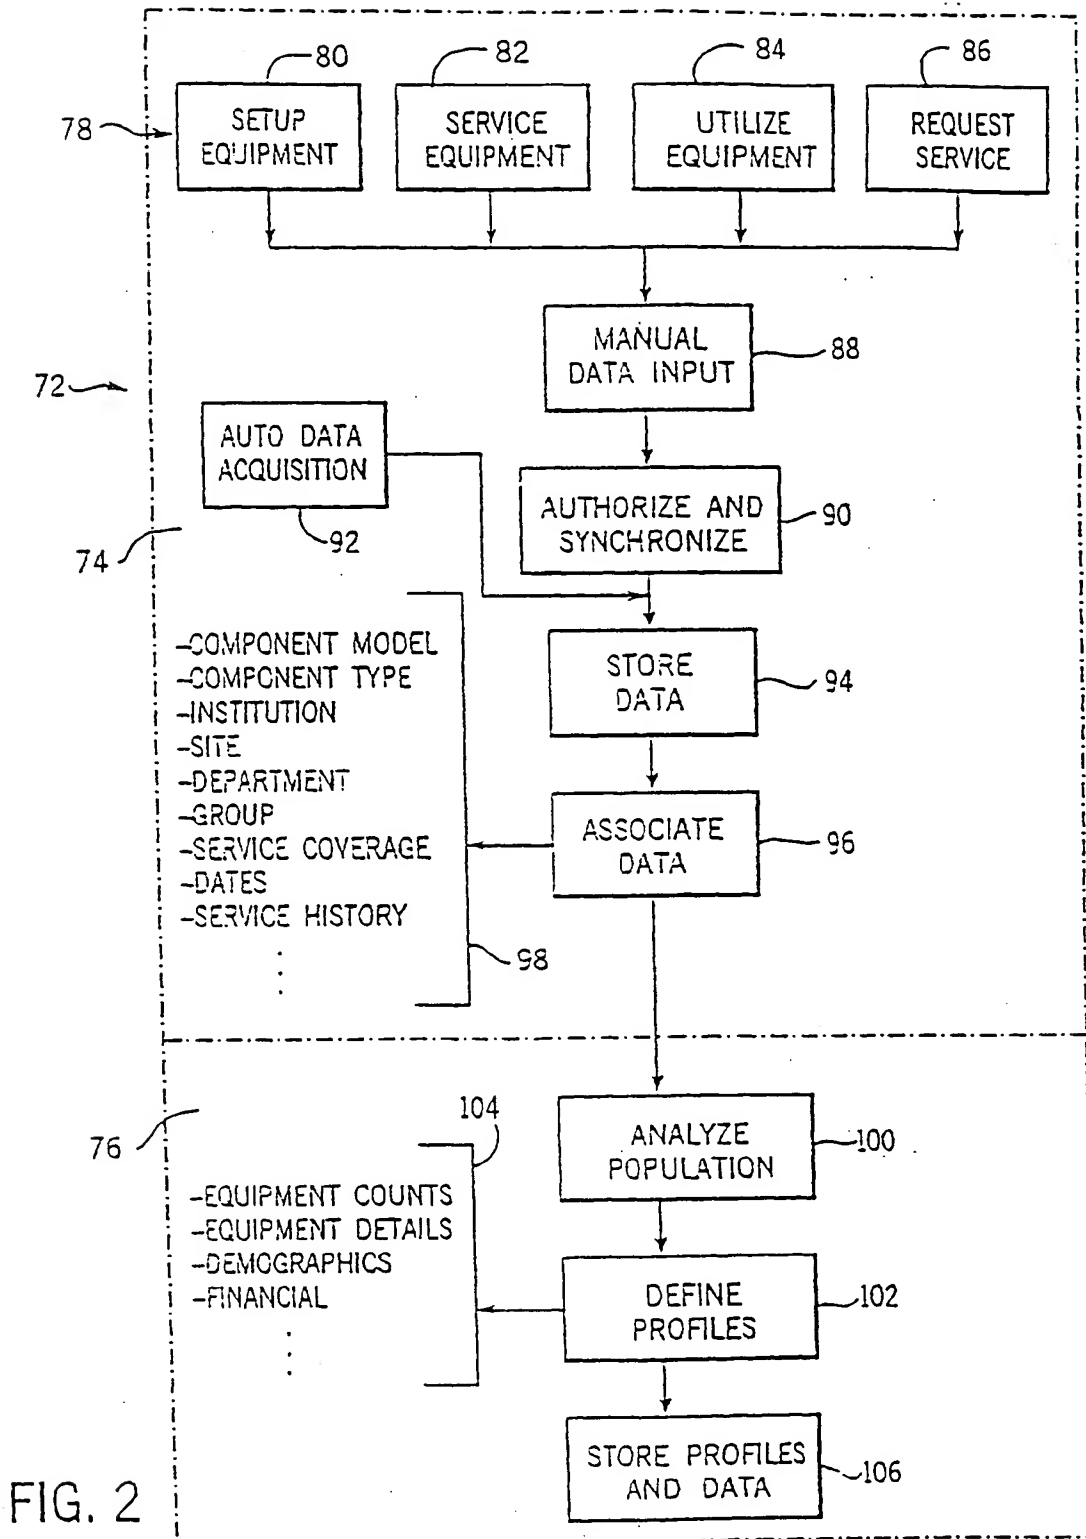 80
82
84
86
78
SETUP
EQUIPMENT
SERVICE
EQUIPMENT
UTILIZE
EQUIPMENT
REQUEST
SERVICE
MANUAL
DATA INPUT
88
72
AUTO DATA
ACQUISITION
92
AUTHORIZE AND
SYNCHRONIZE
90
74
-COMPONENT MODEL
-COMPONENT TYPE
-INSTITUTION
-SITE
-DEPARTMENT
-GROUP
-SERVICE COVERAGE
-DATES
-SERVICE HISTORY
98
STORE
DATA
94
ASSOCIATE
DATA
96
76
104
ANALYZE
POPULATION
100
-EQUIPMENT COUNTS
-EQUIPMENT DETAILS
-DEMOGRAPHICS
-FINANCIAL
DEFINE
PROFILES
102
STORE PROFILES
AND DATA
106
FIG. 2